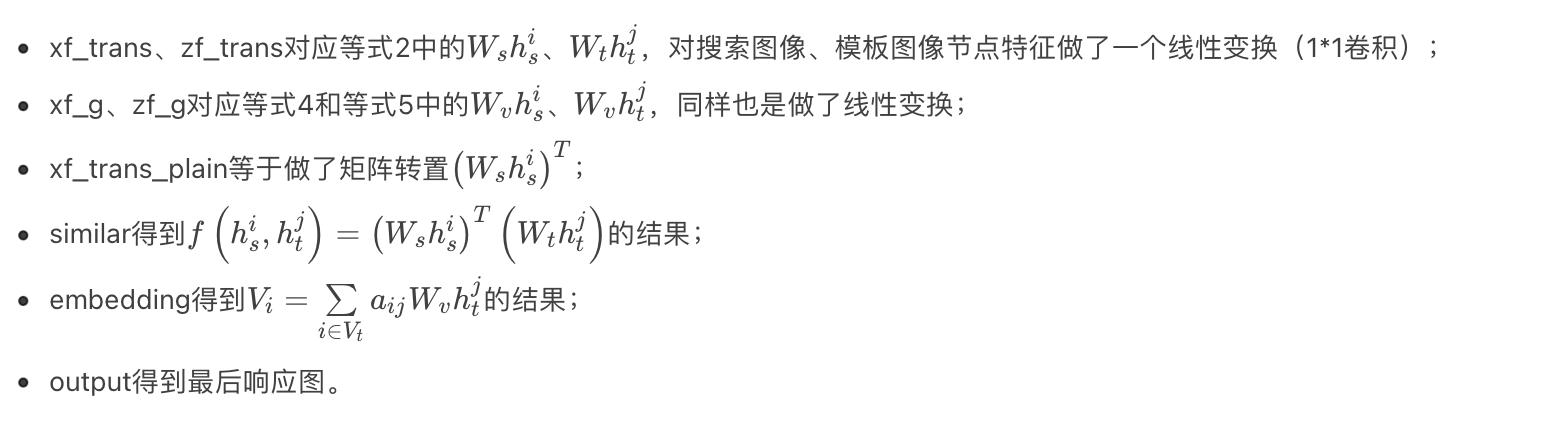 • xf_trans、zf_trans对应等式2中的$W_s h_s^i$、$W_t h_t^j$，对搜索图像、模板图像节点特征做了一个线性变换（1*1卷积）；
• xf_g、zf_g对应等式4和等式5中的$W_v h_s^i$、$W_v h_t^j$，同样也是做了线性变换；
• xf_trans_plain等于做了矩阵转置$\left(W_s h_s^i\right)^T$；
• similar得到$f\left(h_s^i, h_t^j\right) = \left(W_s h_s^i\right)^T \left(W_t h_t^j\right)$的结果；
• embedding得到$V_i = \sum_{i \in V_t} a_{ij} W_v h_t^j$的结果；
• output得到最后响应图。